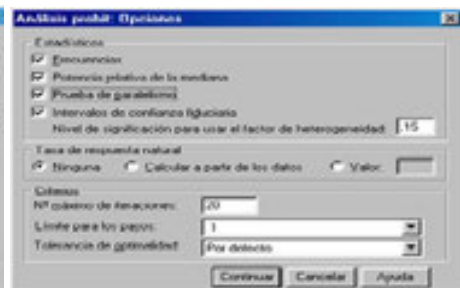 Análisis probit: Opciones
Estadísticos
Frecuencias
Potencia relativa de la mediana
Prueba de paralelismo
Intervalos de confianza fiduciaria
Nivel de significación para usar el factor de heterogeneidad: ,15
Tasa de respuesta natural
Ninguna Calcular a partir de los datos Valor:
Criterios
Nº máximo de iteraciones: 20
Límite para los pasos: ,1
Tolerancia de optimalidad: Por defecto
Continuar Cancelar Ayuda